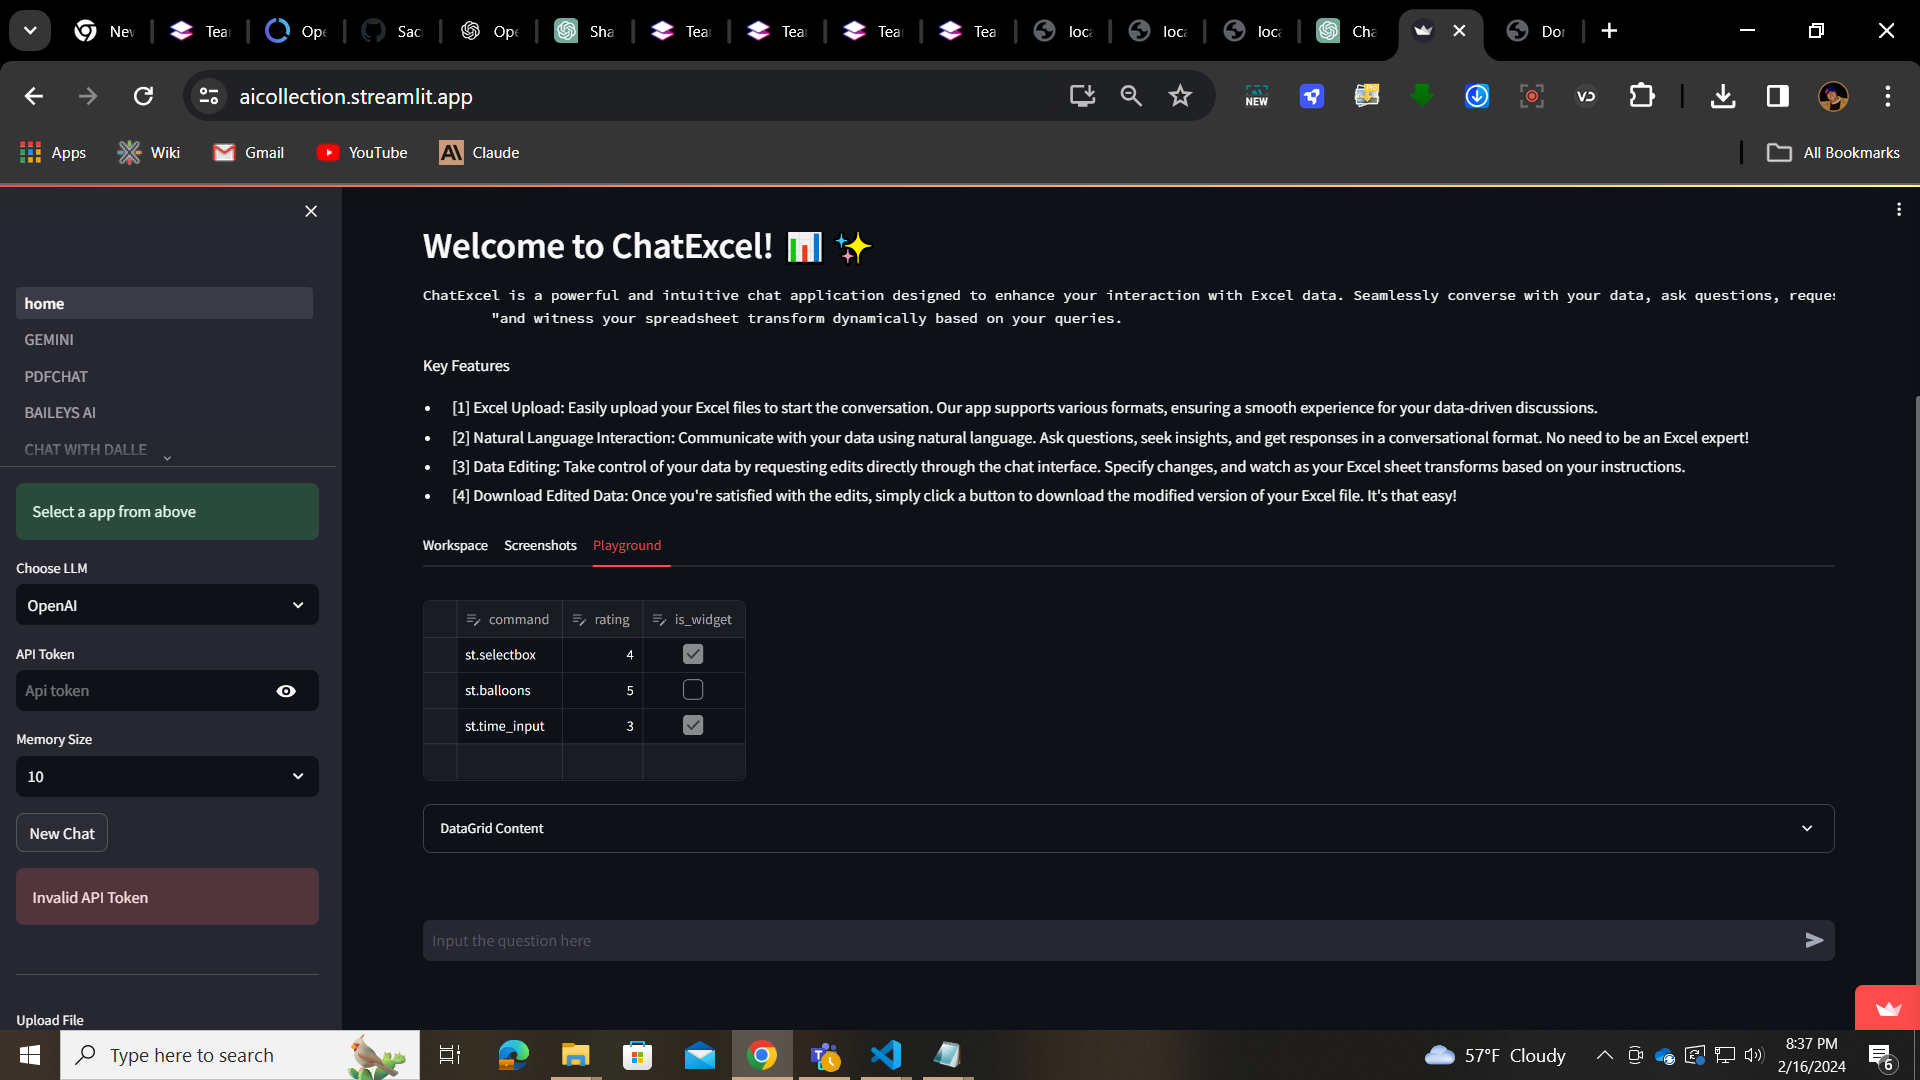 Nev
Tear
Ope
Sac
Ope
Sha
Tear
Tear
Tear
Tea
loca
loca
loca
Cha
Dor
aicollection.streamlit.app
NEW
VD
Apps
Wiki
Gmail
YouTube
Claude
All Bookmarks
home
GEMINI
PDFCHAT
BAILEYS AI
CHAT WITH DALLE
Select a app from above
Choose LLM
OpenAI
API Token
Api token
Memory Size
10
New Chat
Invalid API Token
Upload File
Welcome to ChatExcel! 📊 ✨
ChatExcel is a powerful and intuitive chat application designed to enhance your interaction with Excel data. Seamlessly converse with your data, ask questions, reques
"and witness your spreadsheet transform dynamically based on your queries.
Key Features
• [1] Excel Upload: Easily upload your Excel files to start the conversation. Our app supports various formats, ensuring a smooth experience for your data-driven discussions.
• [2] Natural Language Interaction: Communicate with your data using natural language. Ask questions, seek insights, and get responses in a conversational format. No need to be an Excel expert!
• [3] Data Editing: Take control of your data by requesting edits directly through the chat interface. Specify changes, and watch as your Excel sheet transforms based on your instructions.
• [4] Download Edited Data: Once you're satisfied with the edits, simply click a button to download the modified version of your Excel file. It's that easy!
Workspace Screenshots Playground
command rating is_widget
st.selectbox 4
st.balloons 5
st.time_input 3
DataGrid Content
Input the question here
Type here to search
57°F Cloudy
8:37 PM
2/16/2024
6